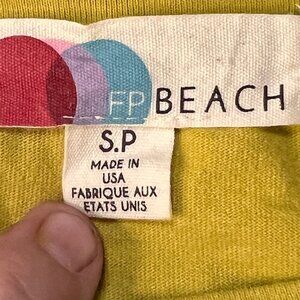 FP BEACH
S.P
MADE IN
USA
FABRIQUE AUX
ETATS UNIS